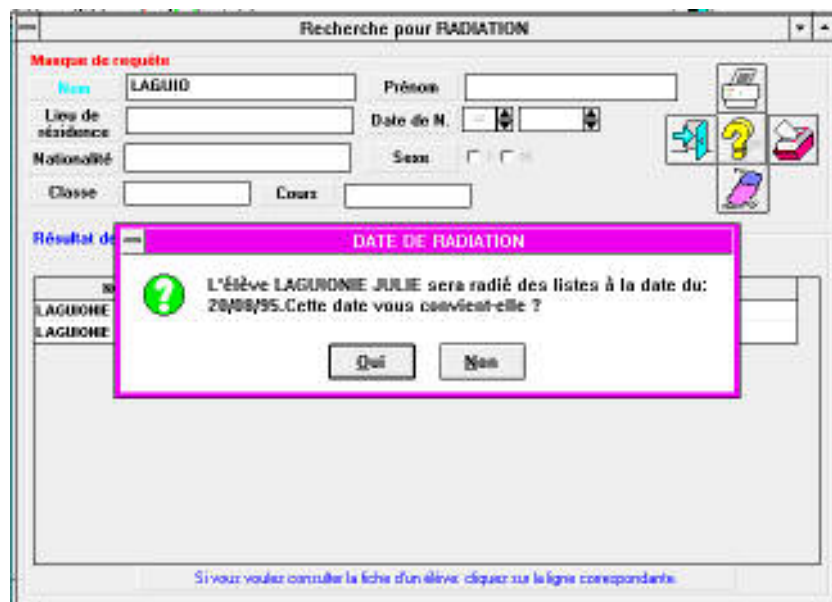 Recherche pour RADIATION
Masque de requête
Nom LAGUIO Prénom
Lieu de résidence Date de N.
Nationalité Sexe F M
Classe Cours
Résultat de
DATE DE RADIATION
L'élève LAGUIONIE JULIE sera radié des listes à la date du:
20/08/95.Cette date vous convient-elle ?
Oui Non
LAGUIONIE
LAGUIONIE
Si vous voulez consulter la fiche d'un élève: cliquez sur la ligne correspondante.